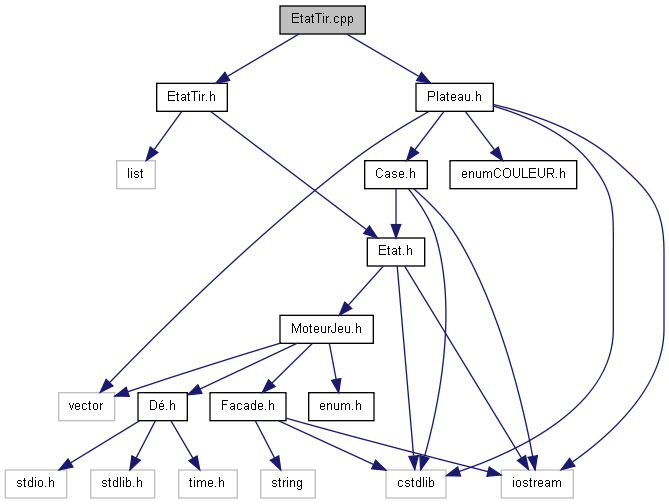 EtatTir.cpp
EtatTir.h
Plateau.h
list
Case.h
enumCOULEUR.h
Etat.h
MoteurJeu.h
vector
Dé.h
Facade.h
enum.h
stdio.h
stdlib.h
time.h
string
cstdlib
iostream